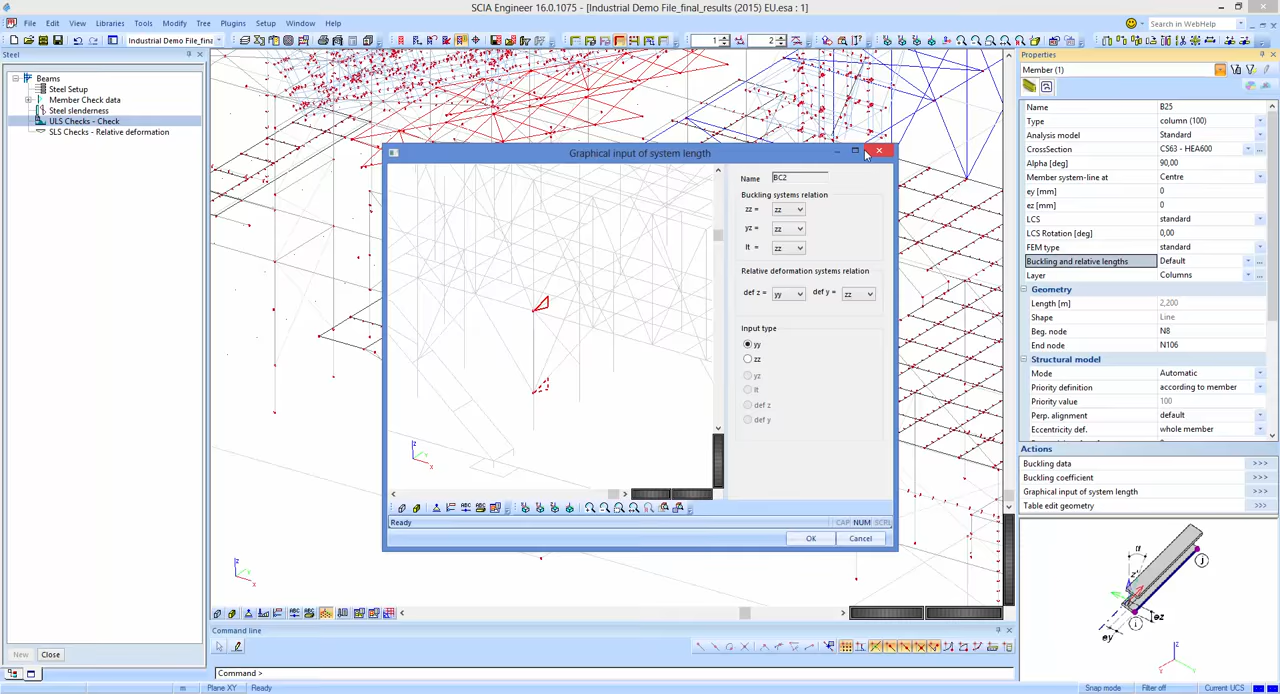 SCIA Engineer 16.0.1075 - [Industrial Demo File_final_results (2015) EU.esa : 1]
File Edit View Libraries Tools Modify Tree Plugins Setup Window Help
Search in WebHelp
Industrial Demo File_fina
1
2
Steel
Beams
Steel Setup
Member Check data
Steel slenderness
ULS Checks - Check
SLS Checks - Relative deformation
New Close
Graphical input of system length
Name BC2
Buckling systems relation
zz = zz
yz = zz
lt = zz
Relative deformation systems relation
def z = yy def y = zz
Input type
yy
zz
yz
lt
def z
def y
Ready
CAP NUM SCRL
OK Cancel
Properties
Member (1)
Name B25
Type column (100)
Analysis model Standard
CrossSection CS63 - HEA600
Alpha [deg] 90,00
Member system-line at Centre
ey [mm] 0
ez [mm] 0
LCS standard
LCS Rotation [deg] 0,00
FEM type standard
Buckling and relative lengths Default
Layer Columns
Geometry
Length [m] 2,200
Shape Line
Beg. node N8
End node N106
Structural model
Mode Automatic
Priority definition according to member
Priority value 100
Perp. alignment default
Eccentricity def. whole member
Actions
Buckling data >>>
Buckling coefficient >>>
Graphical input of system length >>>
Table edit geometry >>>
Command line
Command >
m Plane XY Ready
Snap mode Filter off Current UCS